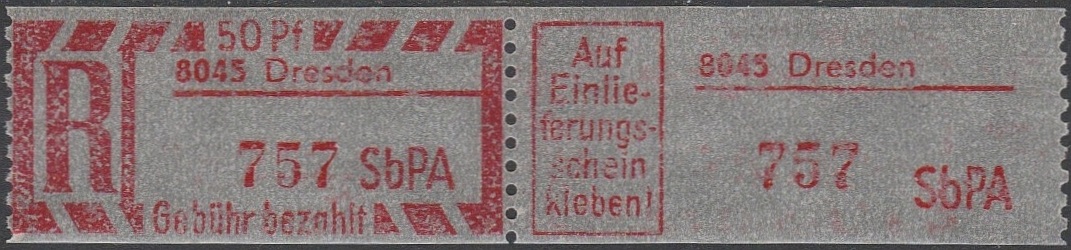 R
50 Pf
8045 Dresden
757 SbPA
Gebühr bezahlt
Auf
Einlie-
ferungs-
schein
kleben!
8045 Dresden
757
SbPA